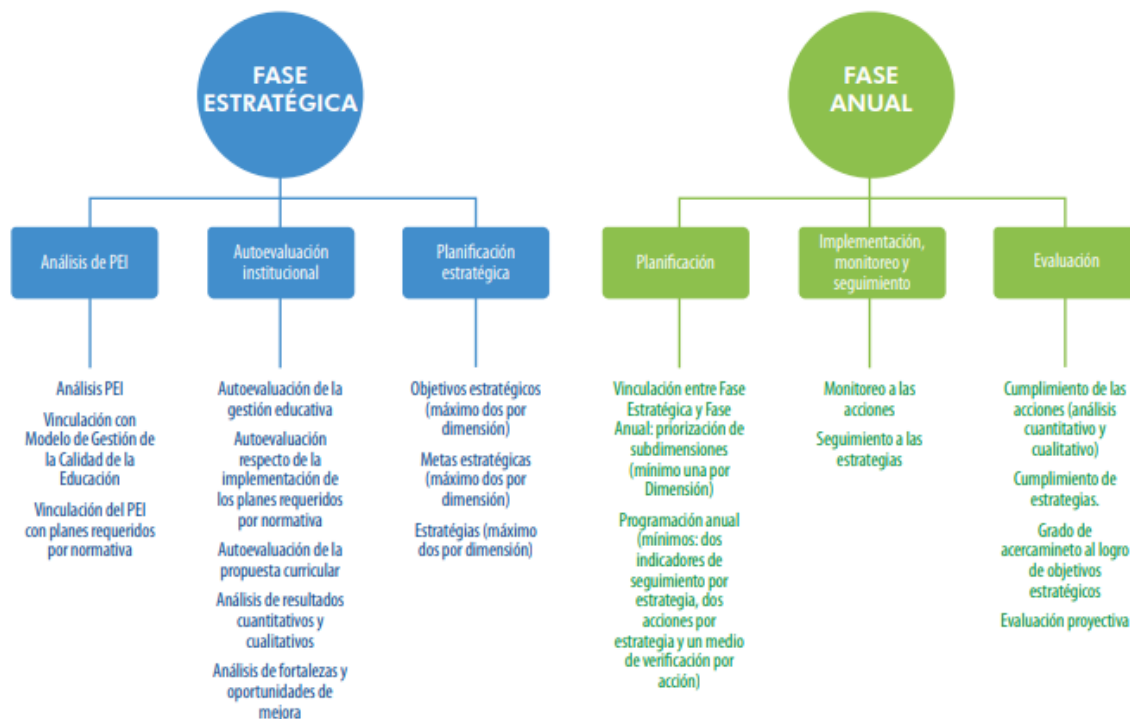 FASE
ESTRATÉGICA
Análisis de PEI
Autoevaluación
institucional
Planificación
estratégica
Análisis PEI
Vinculación con
Modelo de Gestión de
la Calidad de la
Educación
Vinculación del PEI
con planes requeridos
por normativa
Autoevaluación de la
gestión educativa
Autoevaluación
respecto de la
implementación de
los planes requeridos
por normativa
Autoevaluación de la
propuesta curricular
Análisis de resultados
cuantitativos y
cualitativos
Análisis de fortalezas y
oportunidades de
mejora
Objetivos estratégicos
(máximo dos por
dimensión)
Metas estratégicas
(máximo dos por
dimensión)
Estratégias (máximo
dos por dimensión)
FASE
ANUAL
Planificación
Implementación,
monitoreo y
seguimiento
Evaluación
Vinculación entre Fase
Estratégica y Fase
Anual: priorización de
subdimensiones
(mínimo una por
Dimensión)
Programación anual
(mínimos: dos
indicadores de
seguimiento por
estrategia, dos
acciones por
estrategia y un medio
de verificación por
acción)
Monitoreo a las
acciones
Seguimiento a las
estrategias
Cumplimiento de las
acciones (análisis
cuantitativo y
cualitativo)
Cumplimiento de
estrategias.
Grado de
acercamineto al logro
de objetivos
estratégicos
Evaluación proyectiva